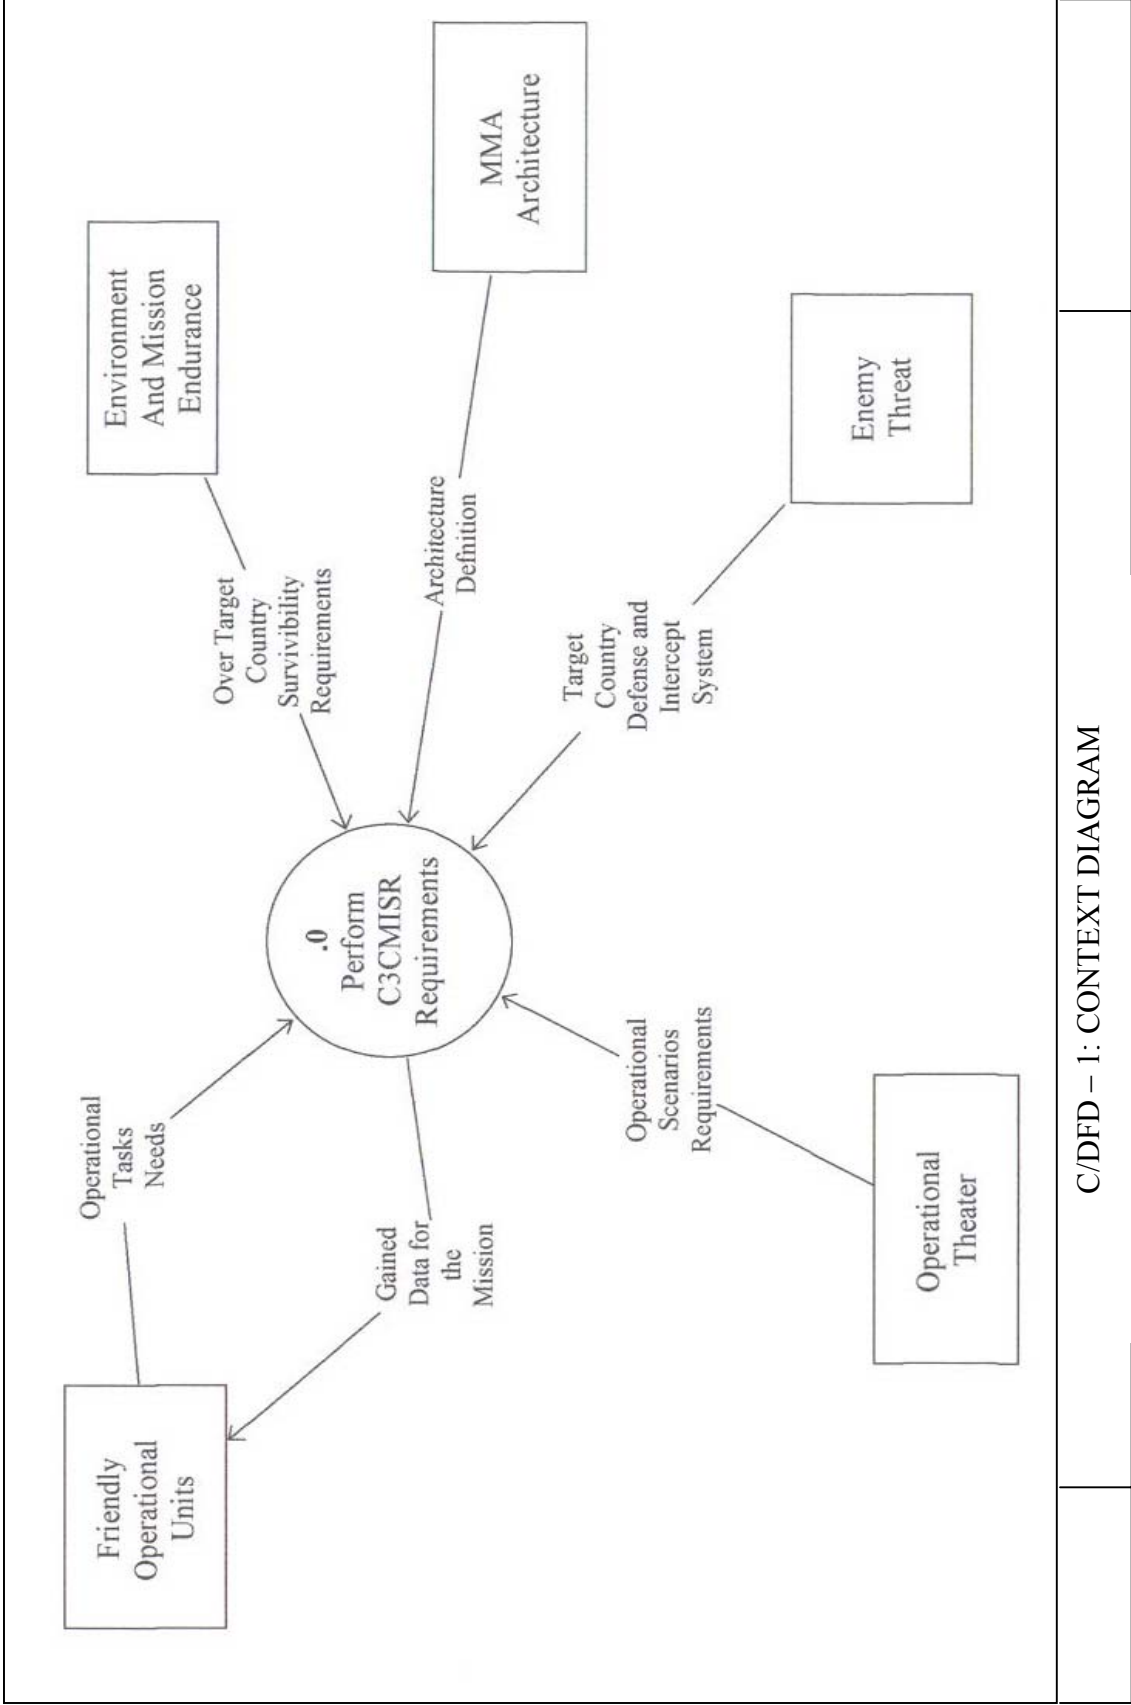 Friendly
Operational
Units
Operational
Tasks
Needs
Gained
Data for
the
Mission
.0
Perform
C3CMISR
Requirements
Over Target
Country
Survivibility
Requirements
Environment
And Mission
Endurance
Architecture
Defnition
MMA
Architecture
Target
Country
Defense and
Intercept
System
Enemy
Threat
Operational
Scenarios
Requirements
Operational
Theater
C/DFD – 1: CONTEXT DIAGRAM